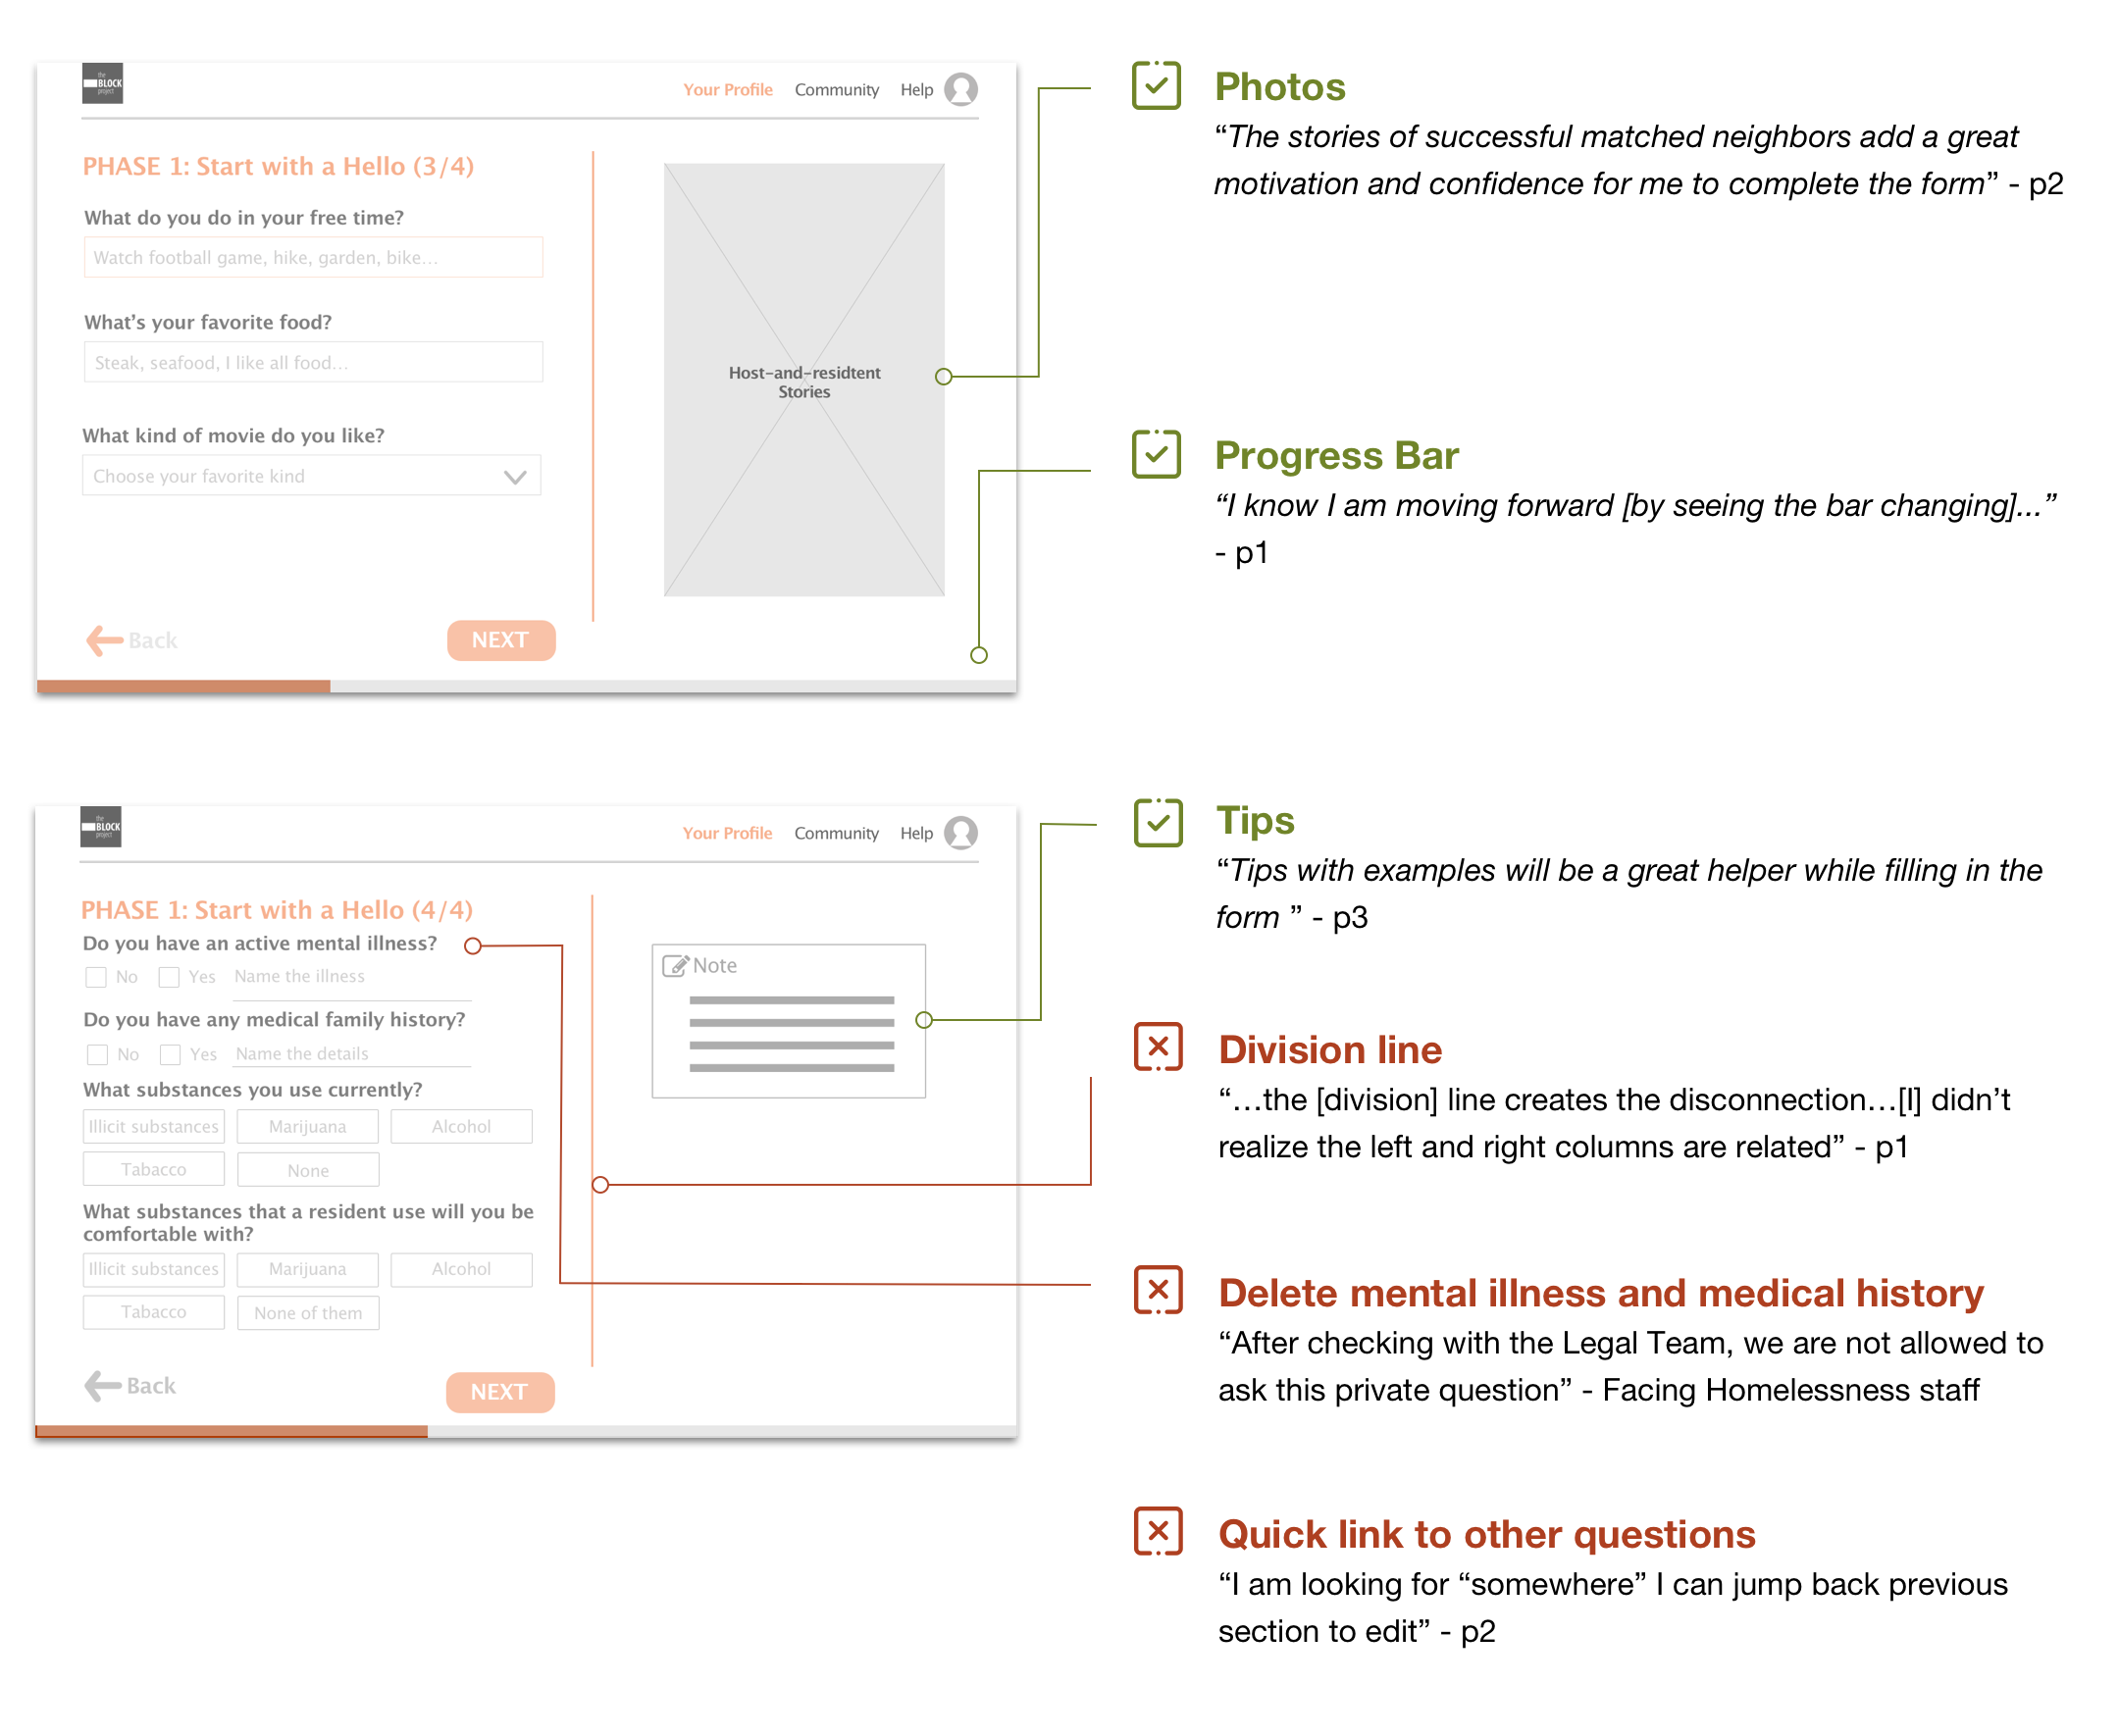 the
BLOCK
project
Your Profile Community Help
PHASE 1: Start with a Hello (3/4)
What do you do in your free time?
Watch football game, hike, garden, bike...
What's your favorite food?
Steak, seafood, I like all food...
What kind of movie do you like?
Choose your favorite kind
Back
NEXT
Host-and-residtent
Stories
Photos
“The stories of successful matched neighbors add a great
motivation and confidence for me to complete the form” - p2
Progress Bar
“I know I am moving forward [by seeing the bar changing]...”
- p1
the
BLOCK
project
Your Profile Community Help
PHASE 1: Start with a Hello (4/4)
Do you have an active mental illness?
No Yes Name the illness
Do you have any medical family history?
No Yes Name the details
What substances you use currently?
Illicit substances Marijuana Alcohol
Tabacco None
What substances that a resident use will you be
comfortable with?
Illicit substances Marijuana Alcohol
Tabacco None of them
Back
NEXT
Note
Tips
“Tips with examples will be a great helper while filling in the
form ” - p3
Division line
“...the [division] line creates the disconnection...[I] didn’t
realize the left and right columns are related” - p1
Delete mental illness and medical history
“After checking with the Legal Team, we are not allowed to
ask this private question” - Facing Homelessness staff
Quick link to other questions
“I am looking for “somewhere” I can jump back previous
section to edit” - p2